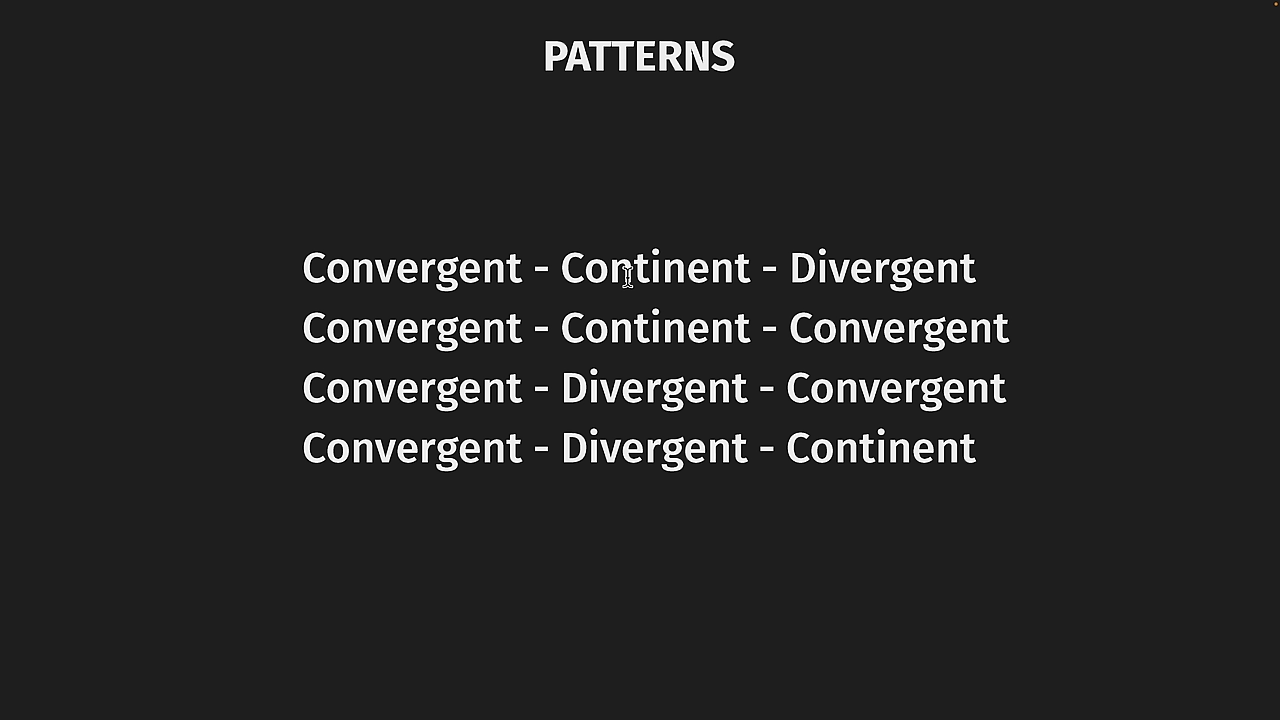 PATTERNS
Convergent - Continent - Divergent
Convergent - Continent - Convergent
Convergent - Divergent - Convergent
Convergent - Divergent - Continent